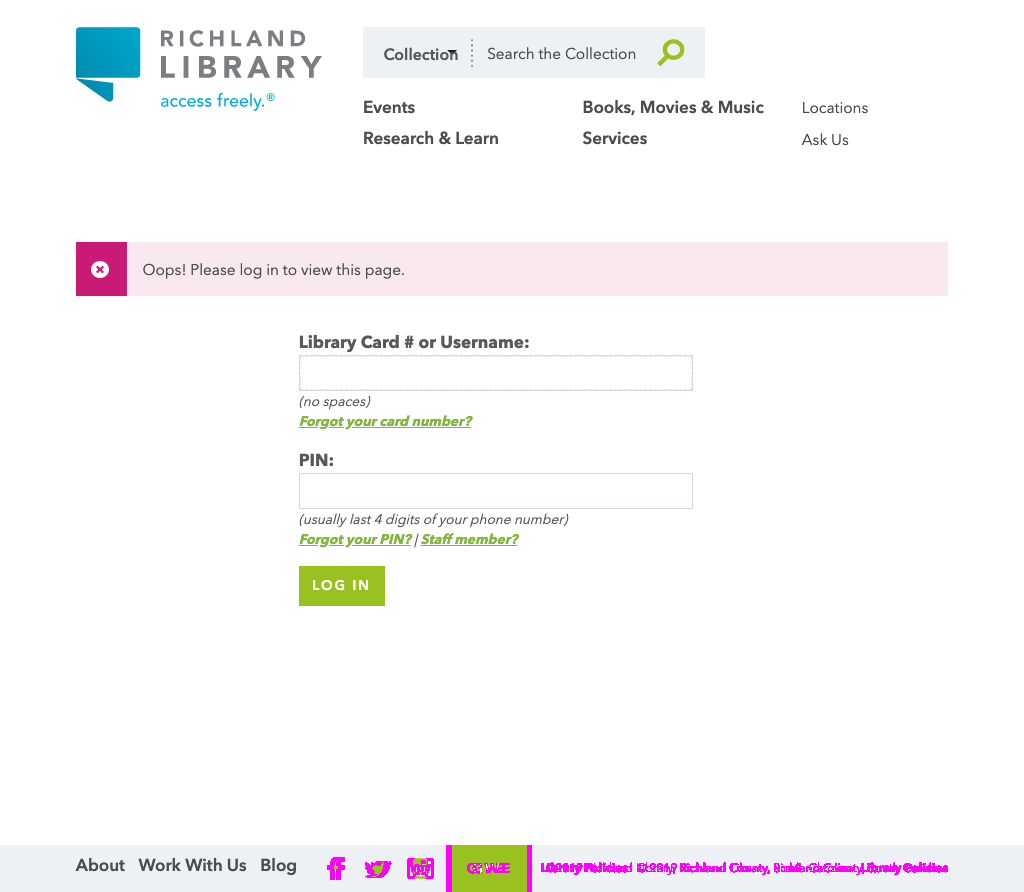 RICHLAND
LIBRARY
access freely.®
Collection
Search the Collection
Events
Books, Movies & Music
Locations
Research & Learn
Services
Ask Us
Oops! Please log in to view this page.
Library Card # or Username:
(no spaces)
Forgot your card number?
PIN:
(usually last 4 digits of your phone number)
Forgot your PIN? | Staff member?
LOG IN
About
Work With Us
Blog